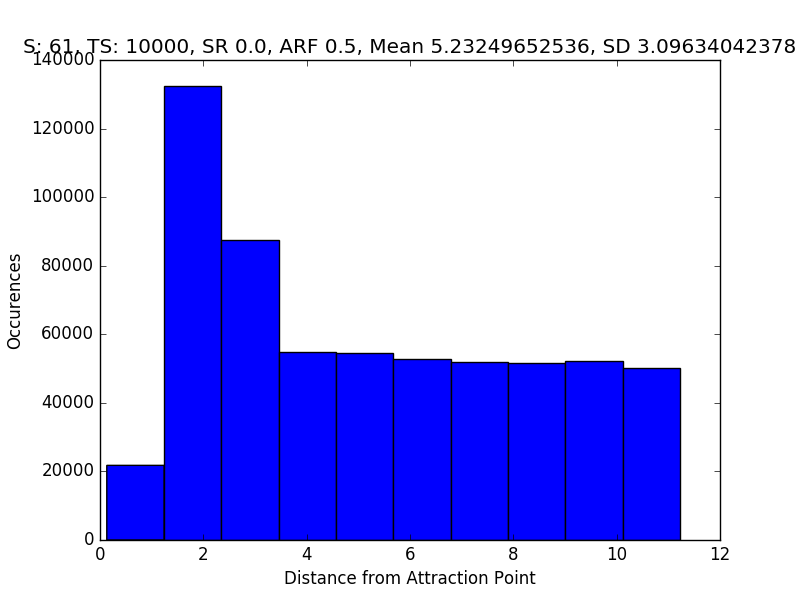 S: 61, TS: 10000, SR 0.0, ARF 0.5, Mean 5.23249652536, SD 3.09634042378
140000
120000
100000
80000
60000
40000
20000
0
Occurences
0 2 4 6 8 10 12
Distance from Attraction Point